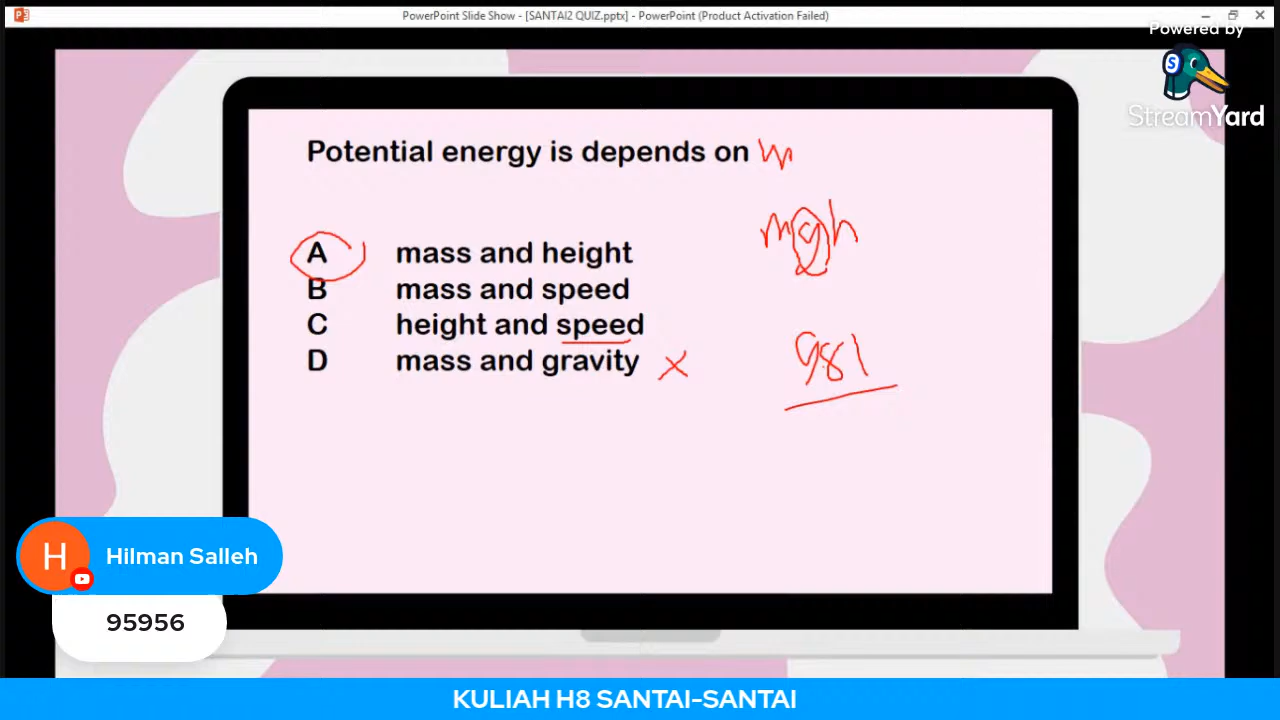 PowerPoint Slide Show - [SANTAI2 QUIZ.pptx] - PowerPoint (Product Activation Failed)
Powered by
StreamYard
Potential energy is depends on
mgh
A mass and height
B mass and speed
C height and speed
D mass and gravity x
9.81
H Hilman Salleh
95956
KULIAH H8 SANTAI-SANTAI